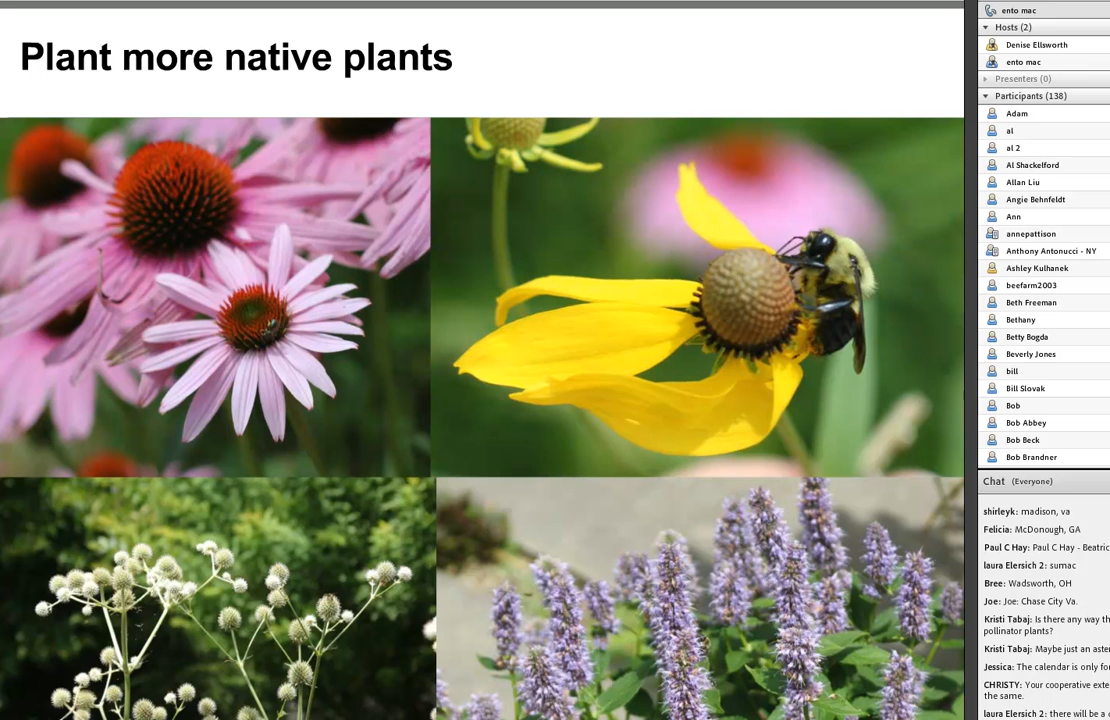 Plant more native plants
ento mac
Hosts (2)
Denise Ellsworth
ento mac
Presenters (0)
Participants (138)
Adam
al
al 2
Al Shackelford
Allan Liu
Angie Behnfeldt
Ann
annepattison
Anthony Antonucci - NY
Ashley Kulhanek
beefarm2003
Beth Freeman
Bethany
Betty Bogda
Beverly Jones
bill
Bill Slovak
Bob
Bob Abbey
Bob Beck
Bob Brandner
Chat (Everyone)
shirleyk: madison, va
Felicia: McDonough, GA
Paul C Hay: Paul C Hay - Beatric
laura Elersich 2: sumac
Bree: Wadsworth, OH
Joe: Joe: Chase City Va.
Kristi Tabaj: Is there any way th
pollinator plants?
Kristi Tabaj: Maybe just an aste
Jessica: The calendar is only fo
CHRISTY: Your cooperative exte
the same.
laura Elersich 2: there will be a c